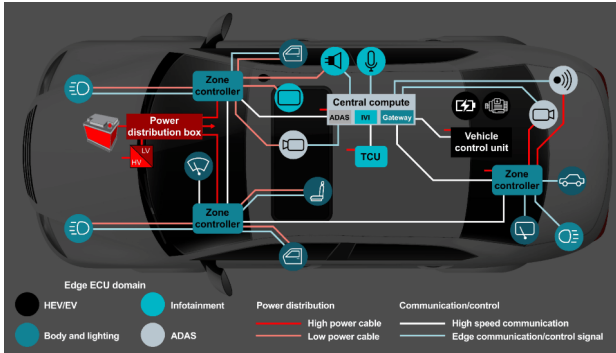 Zone
controller
Central compute
ADAS
IVI
Gateway
Power
distribution box
LV
HV
TCU
Vehicle
control unit
Zone
controller
Zone
controller
Edge ECU domain
HEV/EV
Infotainment
Body and lighting
ADAS
Power distribution
High power cable
Low power cable
Communication/control
High speed communication
Edge communication/control signal